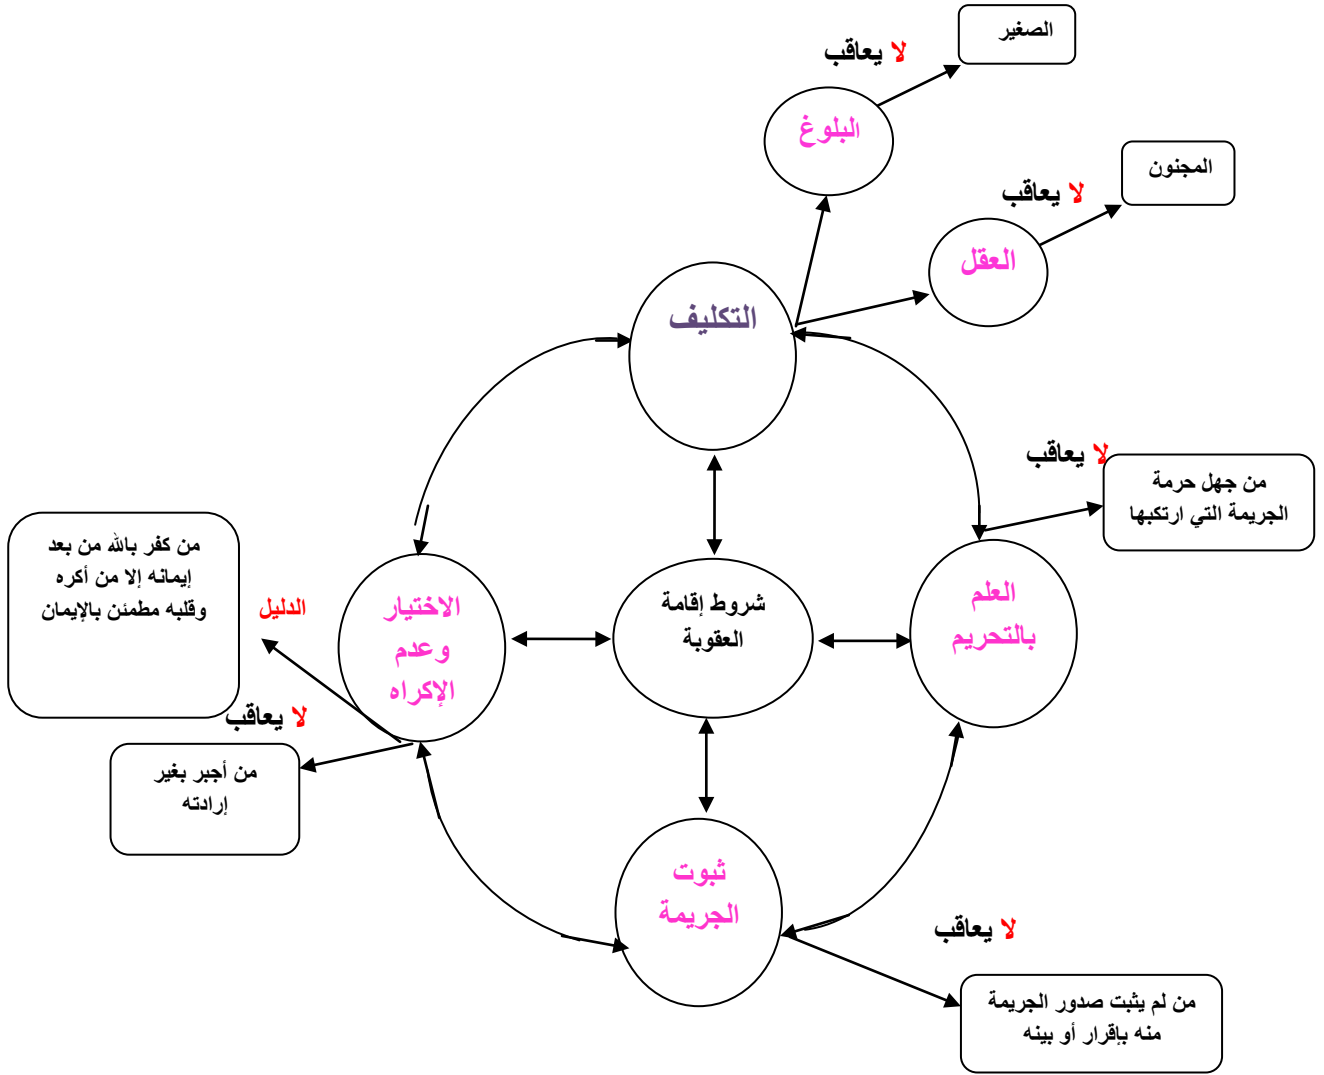 الصغير
لا يعاقب
البلوغ
المجنون
لا يعاقب
العقل
التكليف
لا يعاقب
من جهل حرمة
الجريمة التي ارتكبها
من كفر بالله من بعد
إيمانه إلا من أكره
وقلبه مطمئن بالإيمان
الدليل
الاختيار
وعدم
الإكراه
شروط إقامة
العقوبة
العلم
بالتحريم
لا يعاقب
من أجبر بغير
إرادته
ثبوت
الجريمة
لا يعاقب
من لم يثبت صدور الجريمة
منه بإقرار أو بينه